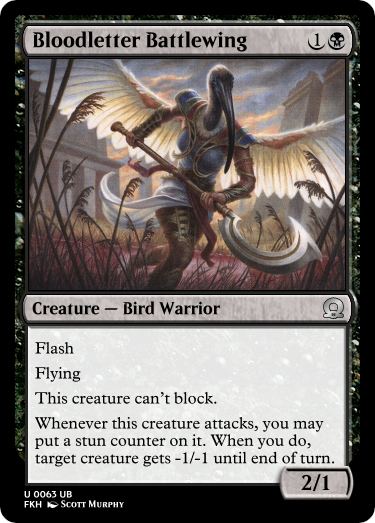 Bloodletter Battlewing 1
Creature — Bird Warrior
Flash
Flying
This creature can't block.
Whenever this creature attacks, you may
put a stun counter on it. When you do,
target creature gets -1/-1 until end of turn.
2/1
U 0063 UB
FKH Scott Murphy